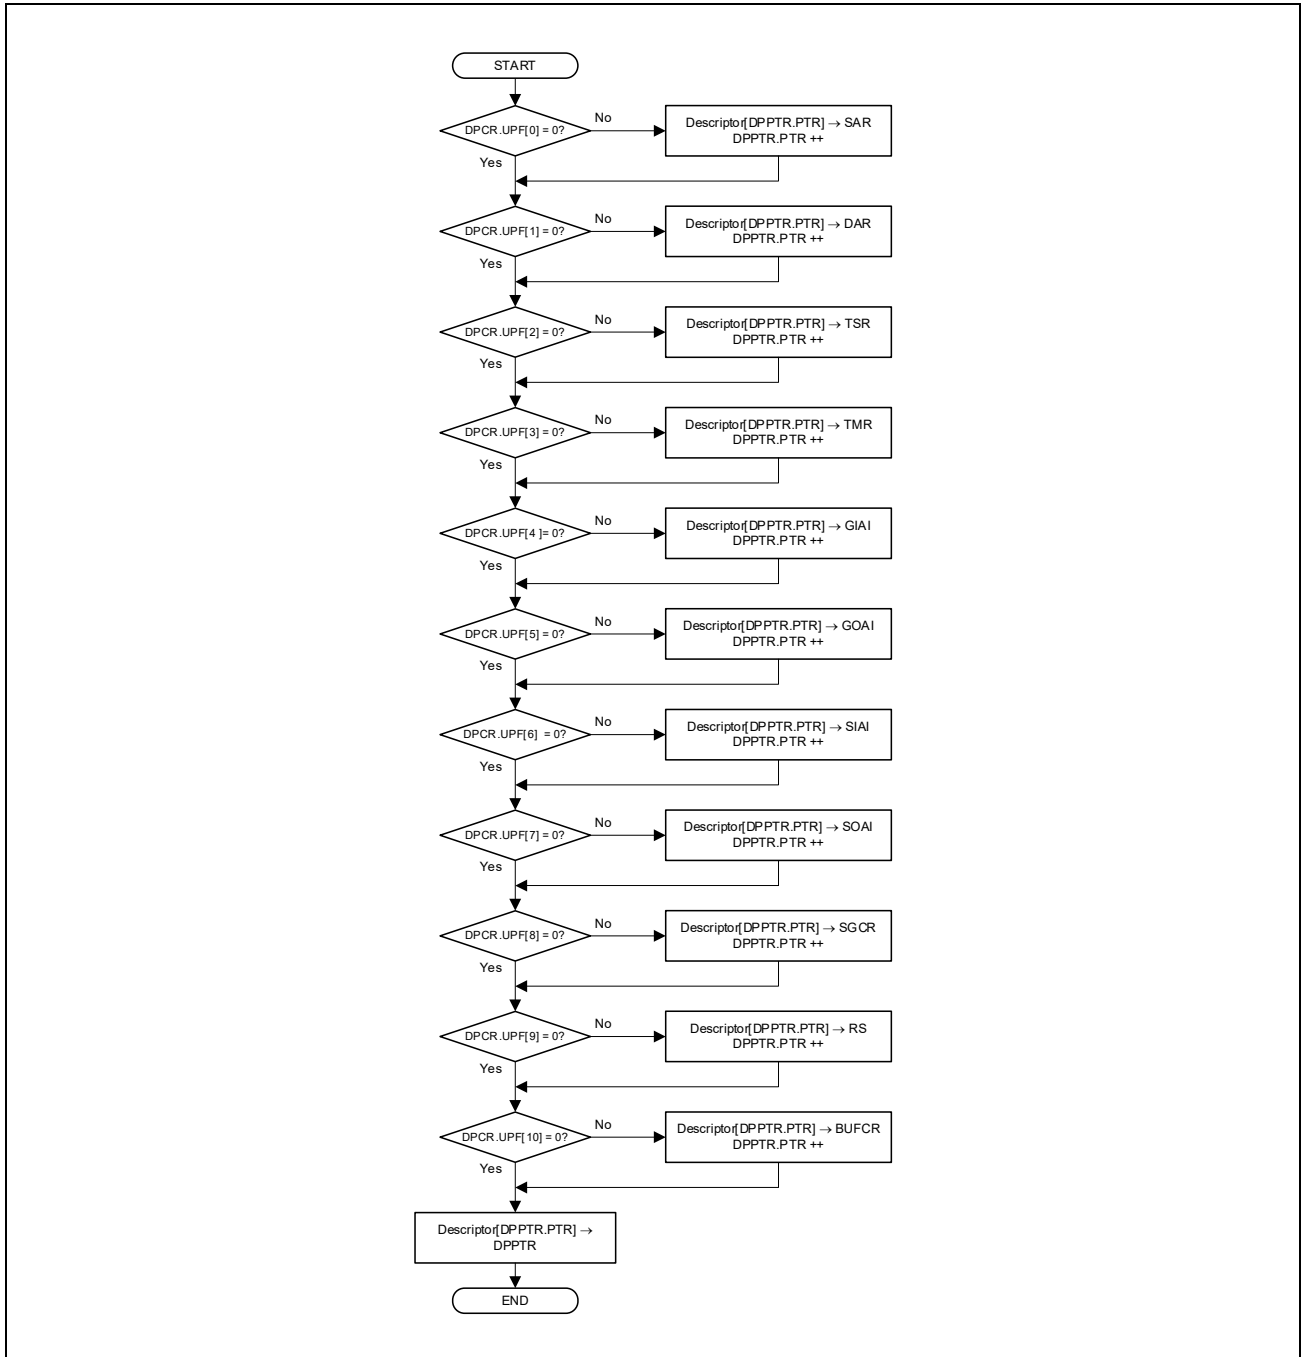 START
DPCR.UPF[0] = 0?
No
Descriptor[DPPTR.PTR] → SAR
DPPTR.PTR ++
Yes
DPCR.UPF[1] = 0?
No
Descriptor[DPPTR.PTR] → DAR
DPPTR.PTR ++
Yes
DPCR.UPF[2] = 0?
No
Descriptor[DPPTR.PTR] → TSR
DPPTR.PTR ++
Yes
DPCR.UPF[3] = 0?
No
Descriptor[DPPTR.PTR] → TMR
DPPTR.PTR ++
Yes
DPCR.UPF[4 ]= 0?
No
Descriptor[DPPTR.PTR] → GIAI
DPPTR.PTR ++
Yes
DPCR.UPF[5] = 0?
No
Descriptor[DPPTR.PTR] → GOAI
DPPTR.PTR ++
Yes
DPCR.UPF[6]  = 0?
No
Descriptor[DPPTR.PTR] → SIAI
DPPTR.PTR ++
Yes
DPCR.UPF[7] = 0?
No
Descriptor[DPPTR.PTR] → SOAI
DPPTR.PTR ++
Yes
DPCR.UPF[8] = 0?
No
Descriptor[DPPTR.PTR] → SGCR
DPPTR.PTR ++
Yes
DPCR.UPF[9] = 0?
No
Descriptor[DPPTR.PTR] → RS
DPPTR.PTR ++
Yes
DPCR.UPF[10] = 0?
No
Descriptor[DPPTR.PTR] → BUFCR
DPPTR.PTR ++
Yes
Descriptor[DPPTR.PTR] →
DPPTR
END